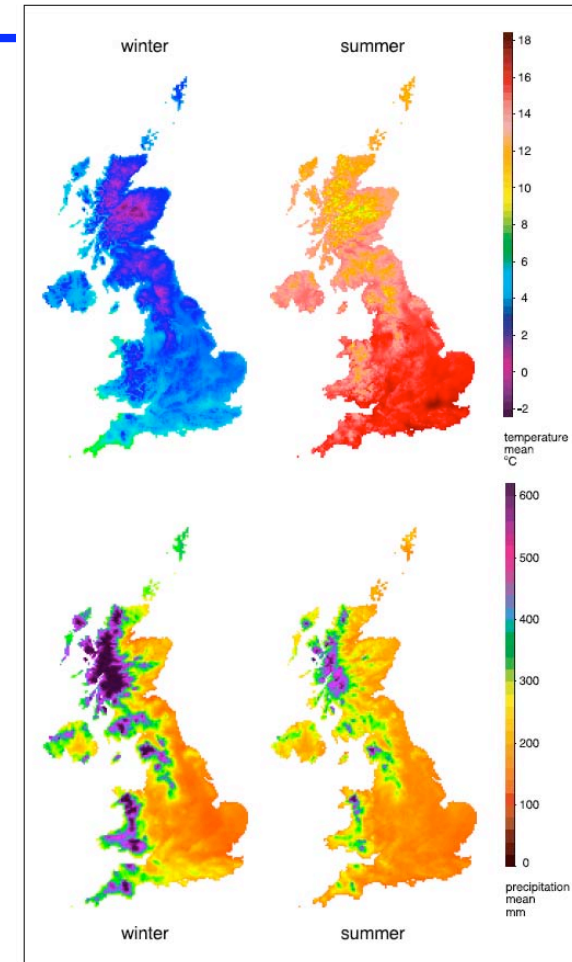 winter
summer
18
16
14
12
10
8
6
4
2
0
-2
temperature
mean
°C
600
500
400
300
200
100
0
precipitation
mean
mm
winter
summer